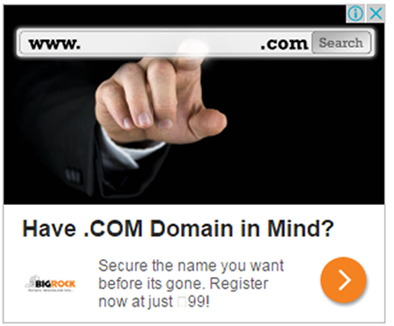 www. .com Search
Have .COM Domain in Mind?
Secure the name you want
before its gone. Register
now at just □99!
BIGROCK